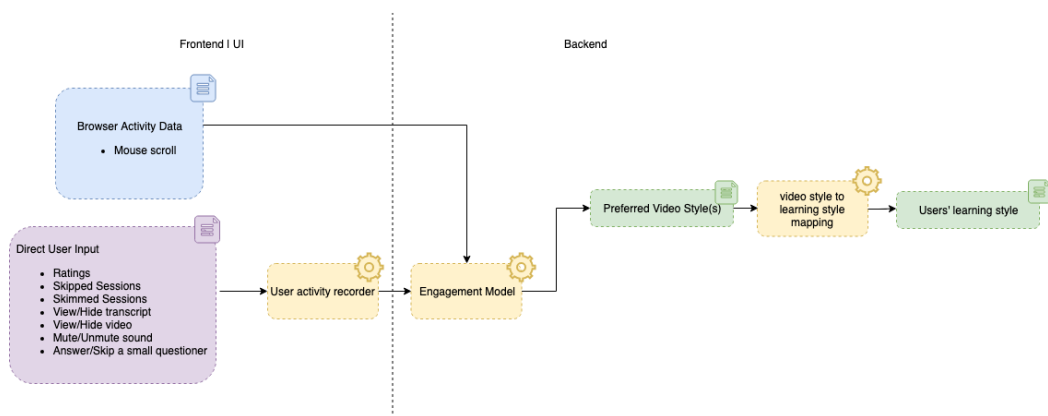 Frontend | UI
Backend
Browser Activity Data
• Mouse scroll
Direct User Input
• Ratings
• Skipped Sessions
• Skimmed Sessions
• View/Hide transcript
• View/Hide video
• Mute/Unmute sound
• Answer/Skip a small questioner
User activity recorder
Engagement Model
Preferred Video Style(s)
video style to
learning style
mapping
Users' learning style